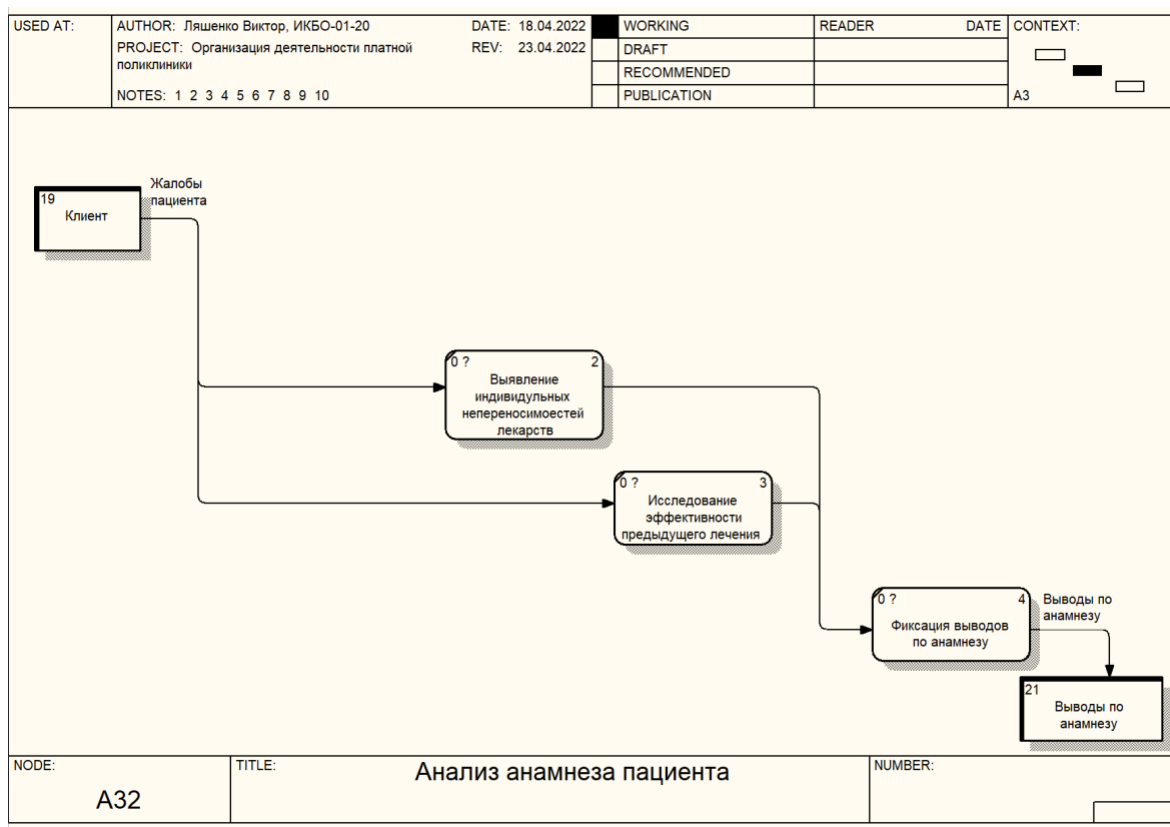 USED AT:
AUTHOR: Ляшенко Виктор, ИКБО-01-20
DATE: 18.04.2022
WORKING
READER
DATE
CONTEXT:
PROJECT: Организация деятельности платной
поликлиники
REV: 23.04.2022
DRAFT
RECOMMENDED
NOTES: 1 2 3 4 5 6 7 8 9 10
PUBLICATION
A3
Жалобы
пациента
19
Клиент
0 ?
2
Выявление
индивидульных
непереносимоестей
лекарств
0 ?
3
Исследование
эффективности
предыдущего лечения
0 ?
4
Фиксация выводов
по анамнезу
Выводы по
анамнезу
21
Выводы по
анамнезу
NODE:
A32
TITLE:
Анализ анамнеза пациента
NUMBER: